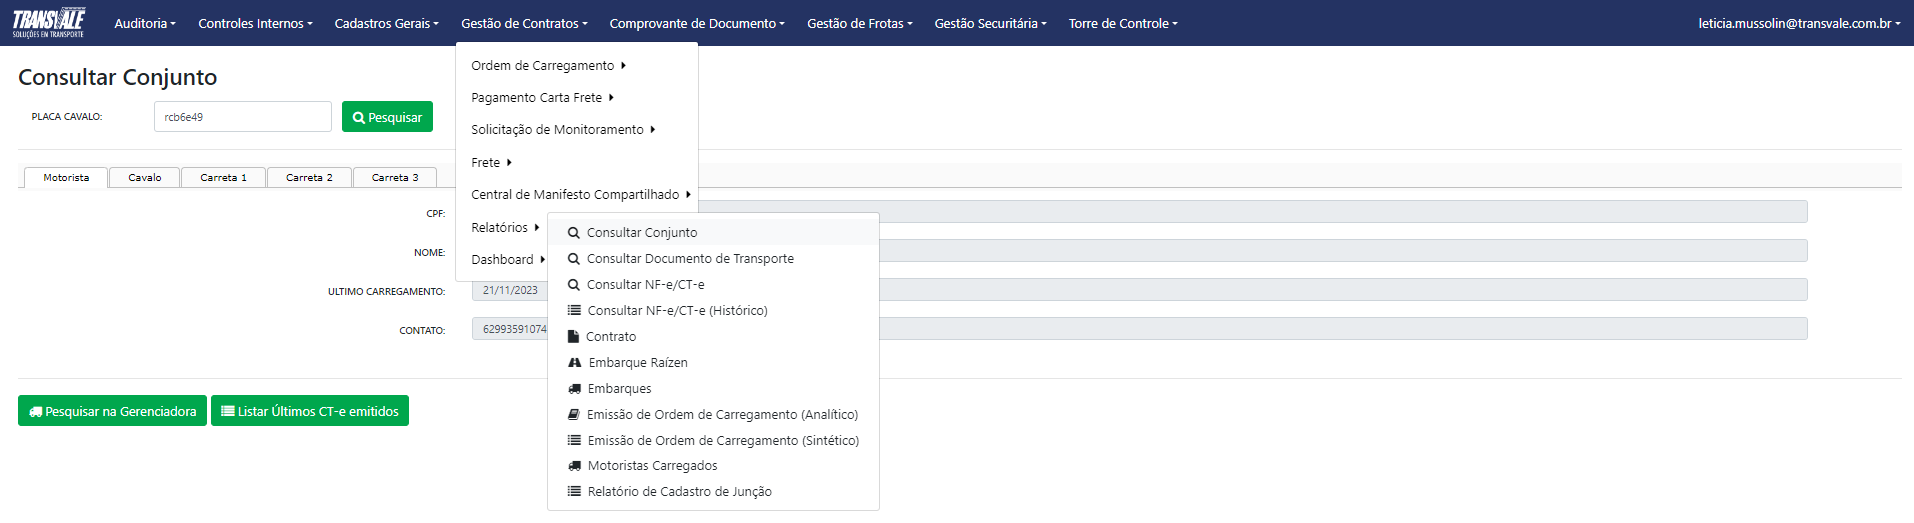 TRANSVALE
SOLUÇÕES EM TRANSPORTE
Auditoria
Controles Internos
Cadastros Gerais
Gestão de Contratos
Comprovante de Documento
Gestão de Frotas
Gestão Securitária
Torre de Controle
leticia.mussolin@transvale.com.br
Consultar Conjunto
PLACA CAVALO:
rcb6e49
Pesquisar
Motorista
Cavalo
Carreta 1
Carreta 2
Carreta 3
CPF:
NOME:
ULTIMO CARREGAMENTO:
21/11/2023
CONTATO:
62993591074
Pesquisar na Gerenciadora
Listar Últimos CT-e emitidos
Ordem de Carregamento
Pagamento Carta Frete
Solicitação de Monitoramento
Frete
Central de Manifesto Compartilhado
Relatórios
Dashboard
Consultar Conjunto
Consultar Documento de Transporte
Consultar NF-e/CT-e
Consultar NF-e/CT-e (Histórico)
Contrato
Embarque Raízen
Embarques
Emissão de Ordem de Carregamento (Analítico)
Emissão de Ordem de Carregamento (Sintético)
Motoristas Carregados
Relatório de Cadastro de Junção